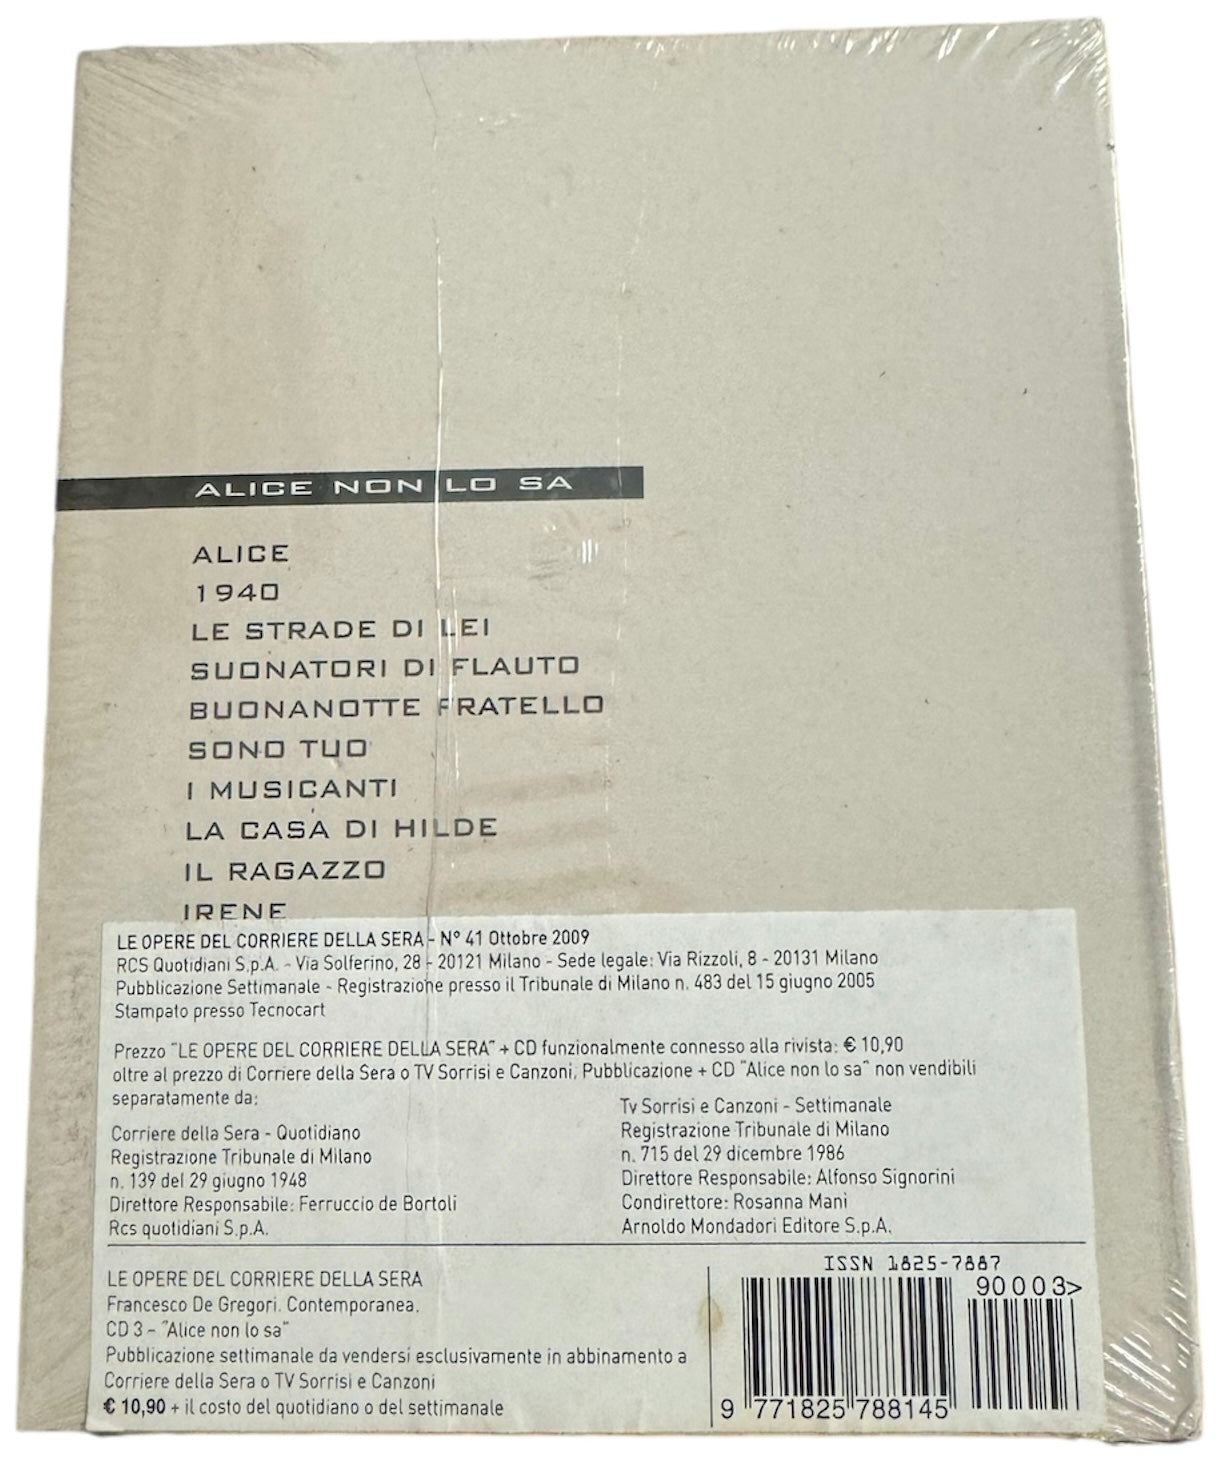 ALICE NON LO SA
ALICE
1940
LE STRADE DI LEI
SUONATORI DI FLAUTO
BUONANOTTE FRATELLO
SONO TUO
I MUSICANTI
LA CASA DI HILDE
IL RAGAZZO
IRENE
LE OPERE DEL CORRIERE DELLA SERA - N° 41 Ottobre 2009
RCS Quotidiani S.p.A. - Via Solferino, 28 - 20121 Milano - Sede legale: Via Rizzoli, 8 - 20131 Milano
Pubblicazione Settimanale - Registrazione presso il Tribunale di Milano n. 483 del 15 giugno 2005
Stampato presso Tecnocart
Prezzo "LE OPERE DEL CORRIERE DELLA SERA" + CD funzionalmente connesso alla rivista: € 10,90
oltre al prezzo di Corriere della Sera o TV Sorrisi e Canzoni, Pubblicazione + CD "Alice non lo sa" non vendibili
separatamente da:
Corriere della Sera - Quotidiano
Registrazione Tribunale di Milano
n. 139 del 29 giugno 1948
Direttore Responsabile: Ferruccio de Bortoli
Rcs quotidiani S.p.A.
Tv Sorrisi e Canzoni - Settimanale
Registrazione Tribunale di Milano
n. 715 del 29 dicembre 1986
Direttore Responsabile: Alfonso Signorini
Condirettore: Rosanna Mani
Arnoldo Mondadori Editore S.p.A.
LE OPERE DEL CORRIERE DELLA SERA
Francesco De Gregori. Contemporanea.
CD 3 - "Alice non lo sa"
Pubblicazione settimanale da vendersi esclusivamente in abbinamento a
Corriere della Sera o TV Sorrisi e Canzoni
€ 10,90 + il costo del quotidiano o del settimanale
ISSN 1825-7887
90003>
9 771825 788145